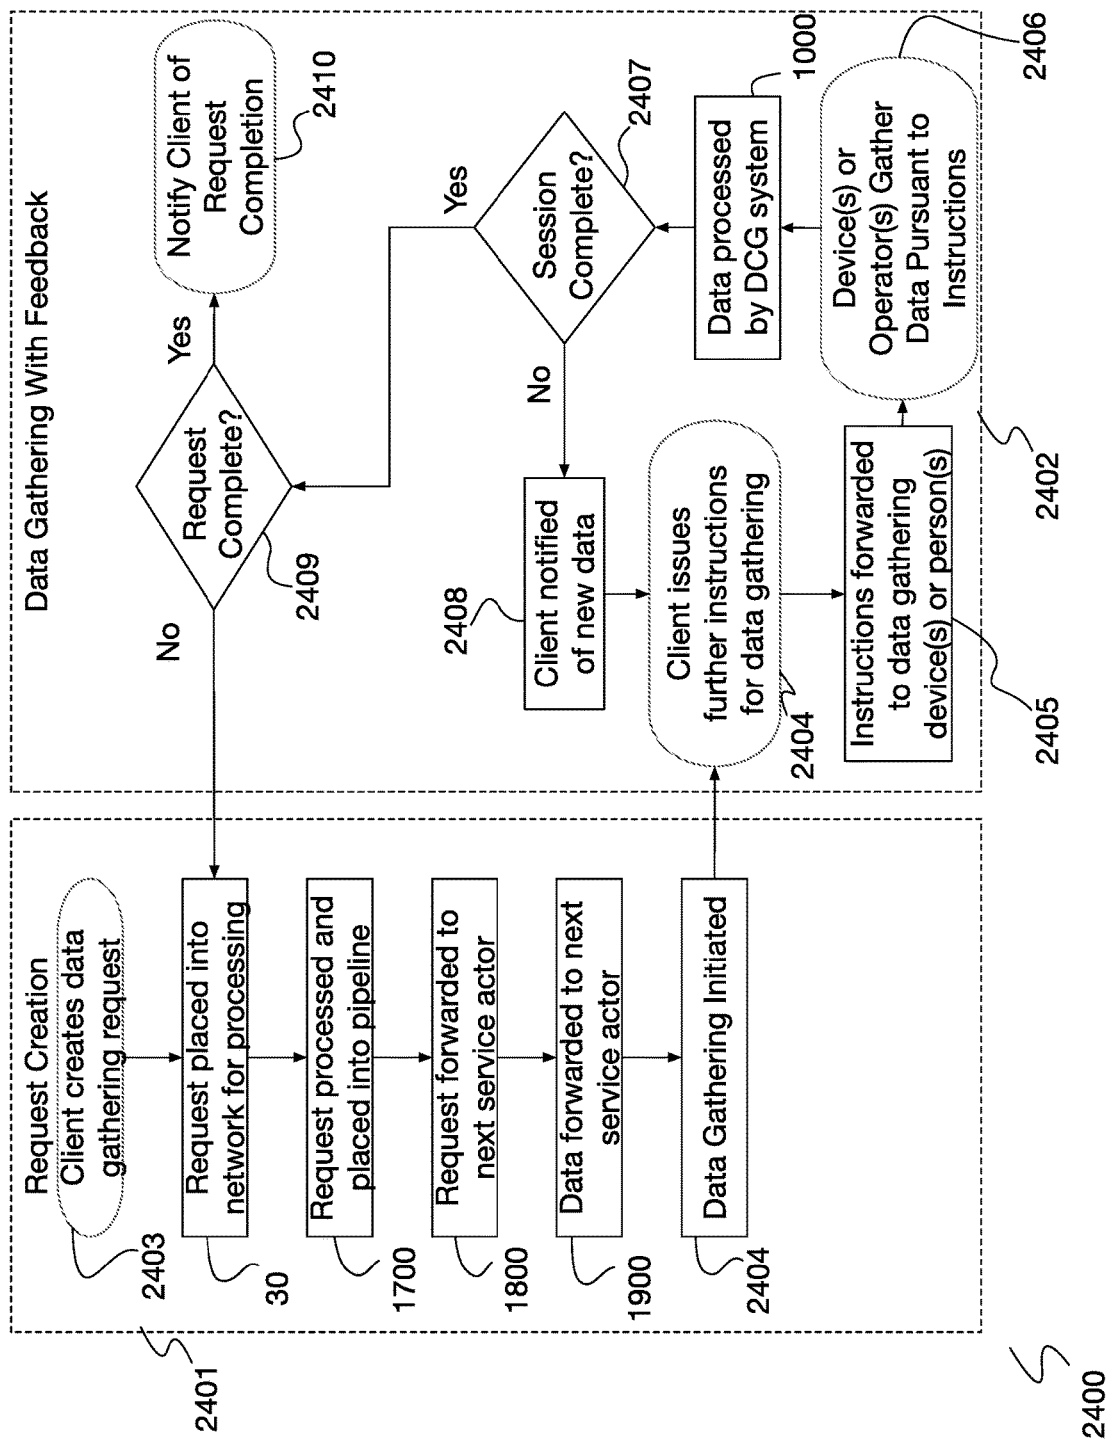 Request Creation
Client creates data
gathering request
2403
Request placed into
network for processing
30
Request processed and
placed into pipeline
1700
Request forwarded to
next service actor
1800
Data forwarded to next
service actor
1900
Data Gathering Initiated
2404
2401
2400
Data Gathering With Feedback
No
Request
Complete?
2409
Yes
Notify Client of
Request
Completion
2410
Client notified
of new data
2408
No
Session
Complete?
2407
Yes
Client issues
further instructions
for data gathering
2404
Data processed
by DCG system
1000
Instructions forwarded
to data gathering
device(s) or person(s)
2405
Device(s) or
Operator(s) Gather
Data Pursuant to
Instructions
2406
2402